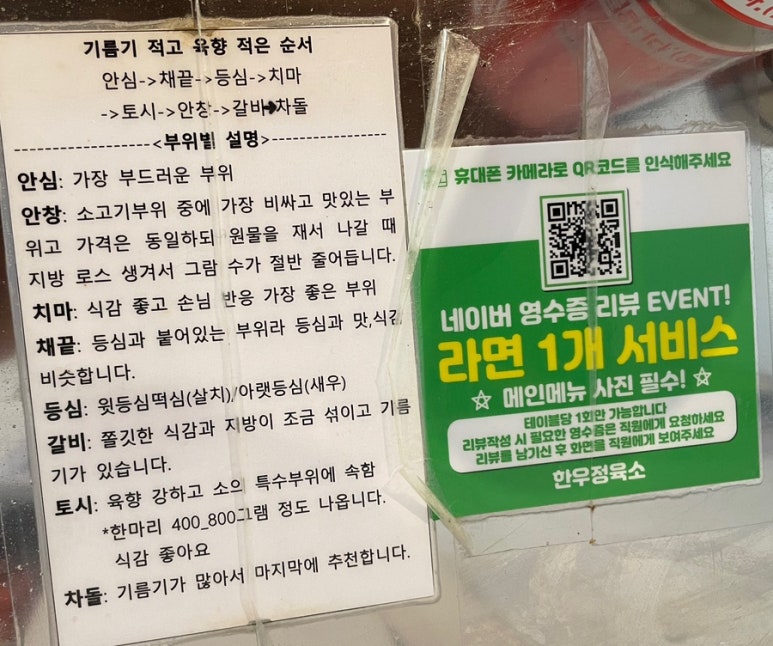 기름기 적고 육향 적은 순서
안심->채끝->등심->치마
->토시->안창->갈비➔차돌
----------------<부위별 설명>----------------
안심: 가장 부드러운 부위
안창: 소고기부위 중에 가장 비싸고 맛있는 부
위고 가격은 동일하되 원물을 재서 나갈 때
지방 로스 생겨서 그람 수가 절반 줄어듭니다.
치마: 식감 좋고 손님 반응 가장 좋은 부위
채끝: 등심과 붙어있는 부위라 등심과 맛,식감
비슷합니다.
등심: 윗등심떡심(살치)/아랫등심(새우)
갈비: 쫄깃한 식감과 지방이 조금 섞이고 기름
기가 있습니다.
토시: 육향 강하고 소의 특수부위에 속함
*한마리 400_800그램 정도 나옵니다.
식감 좋아요
차돌: 기름기가 많아서 마지막에 추천합니다.
휴대폰 카메라로 QR코드를 인식해주세요
네이버 영수증 리뷰 EVENT!
라면 1개 서비스
☆ 메인메뉴 사진 필수! ☆
테이블당 1회만 가능합니다
리뷰작성 시 필요한 영수증은 직원에게 요청하세요
리뷰를 남기신 후 화면을 직원에게 보여주세요
한우정육소